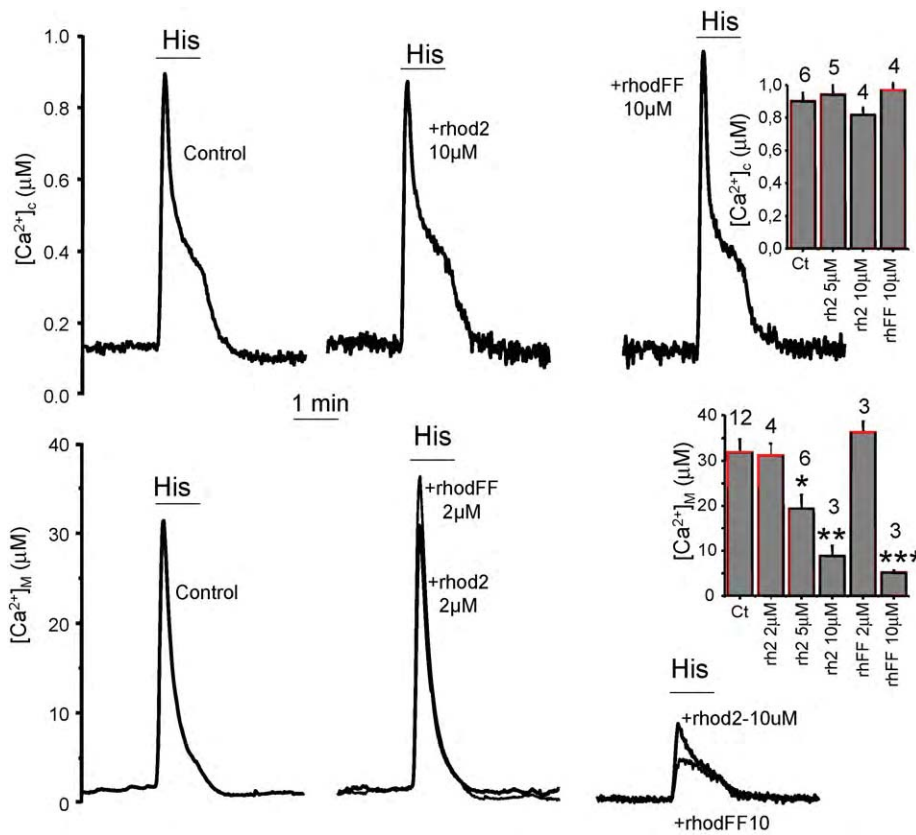 His
His
His
[Ca²⁺]c (μM)
1.0
0.8
0.6
0.4
0.2
0.0
Control
+rhod2
10μM
+rhodFF
10μM
[Ca²⁺]c (μM)
1,0
0,8
0,6
0,4
0,2
0,0
6
5
4
4
Ct
rh2 5μM
rh2 10μM
rhFF 10μM
1 min
[Ca²⁺]M (μM)
40
30
20
10
0
His
Control
His
+rhodFF
2μM
+rhod2
2μM
[Ca²⁺]M (μM)
40
30
20
10
0
12
4
6
*
3
**
3
3
***
Ct
rh2 2μM
rh2 5μM
rh2 10μM
rhFF 2μM
rhFF 10μM
His
+rhod2-10uM
+rhodFF10